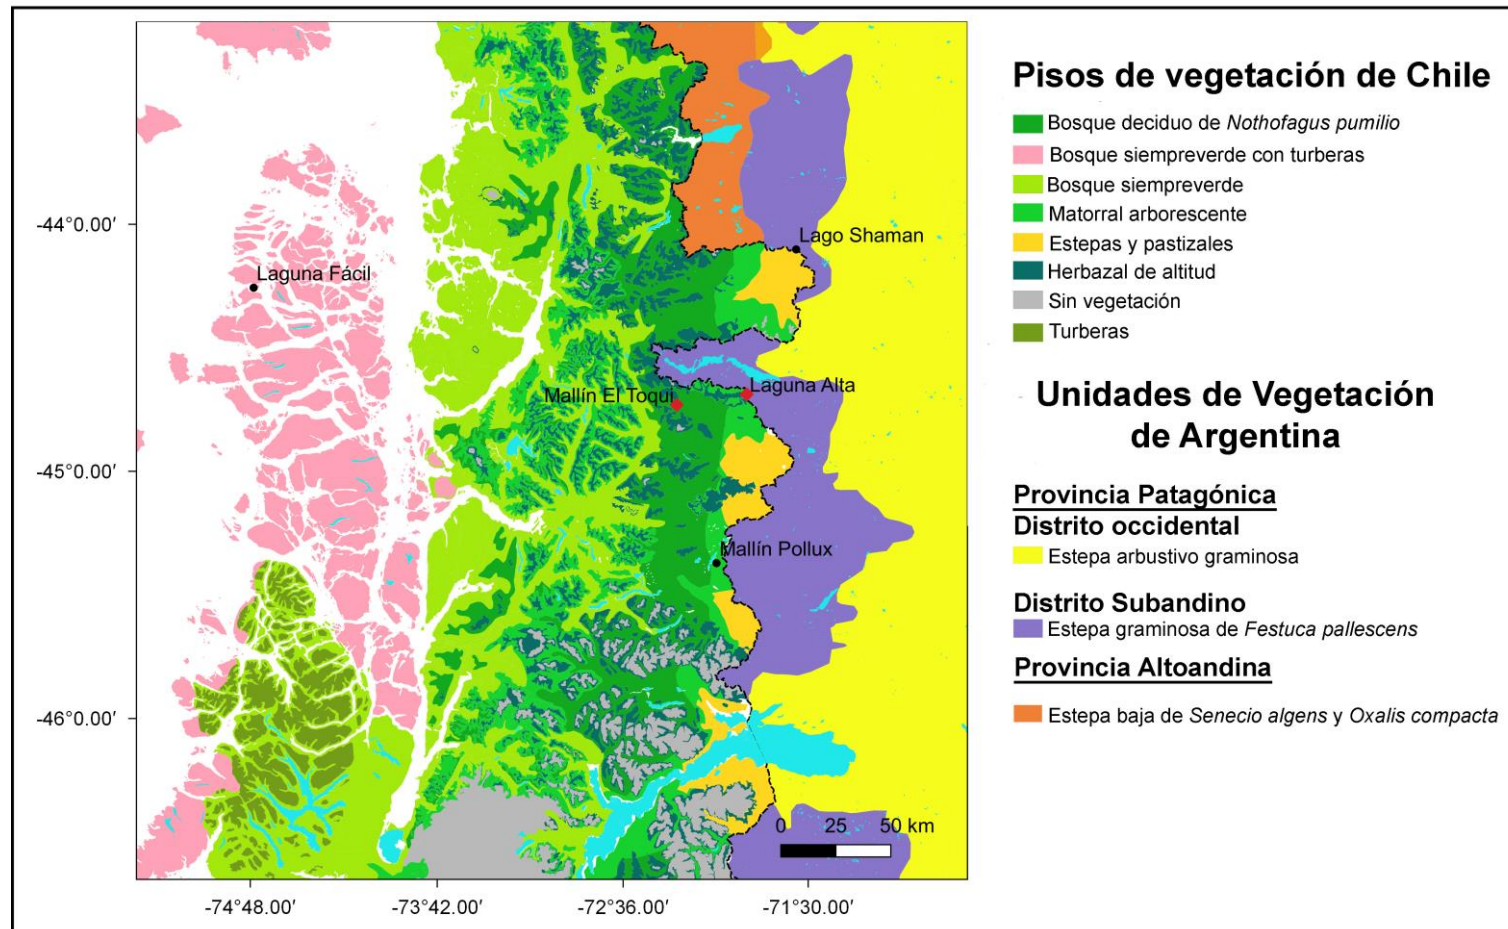 -44°0.00'
-45°0.00'
-46°0.00'
-74°48.00'
-73°42.00'
-72°36.00'
-71°30.00'
Laguna Fácil
Lago Shaman
Mallín El Toqui
Laguna Alta
Mallín Pollux
0 25 50 km
Pisos de vegetación de Chile
Bosque deciduo de Nothofagus pumilio
Bosque siempreverde con turberas
Bosque siempreverde
Matorral arborescente
Estepas y pastizales
Herbazal de altitud
Sin vegetación
Turberas
Unidades de Vegetación
de Argentina
Provincia Patagónica
Distrito occidental
Estepa arbustivo graminosa
Distrito Subandino
Estepa graminosa de Festuca pallescens
Provincia Altoandina
Estepa baja de Senecio algens y Oxalis compacta